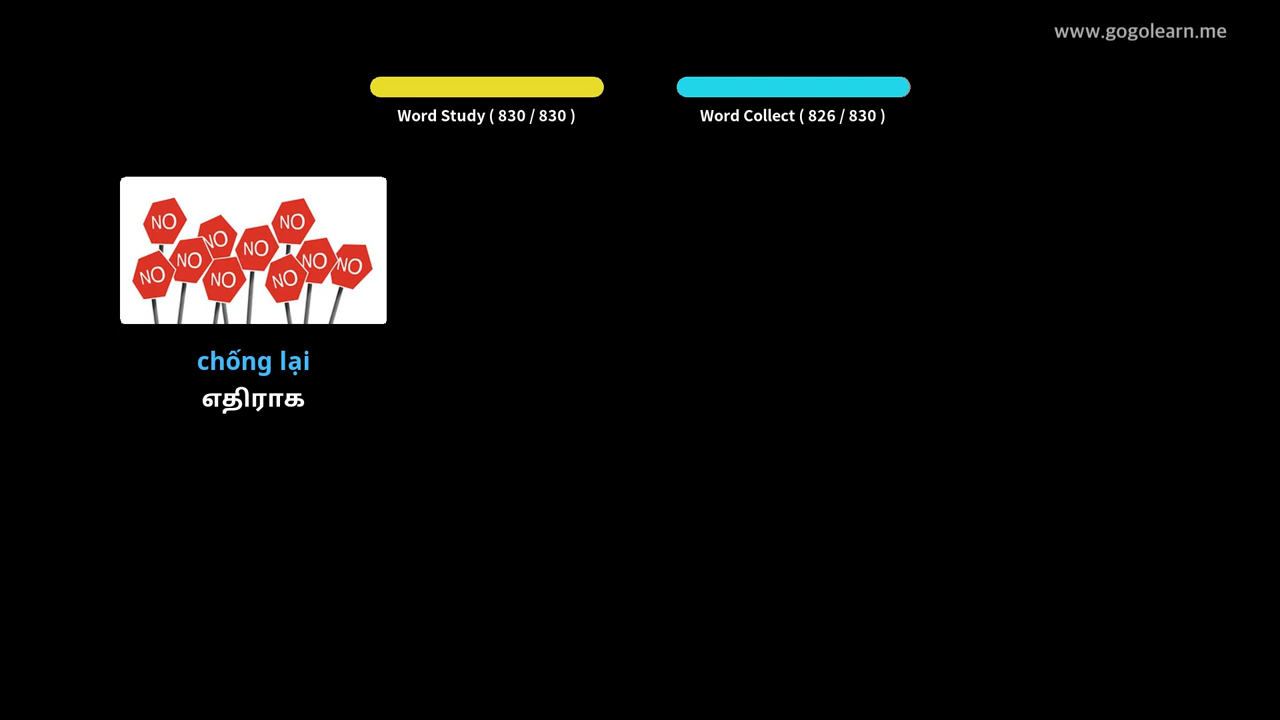 www.gogolearn.me
Word Study ( 830 / 830 )
Word Collect ( 826 / 830 )
NO
NO
NO
NO
NO
NO
NO
NO
NO
NO
chống lại
எதிராக